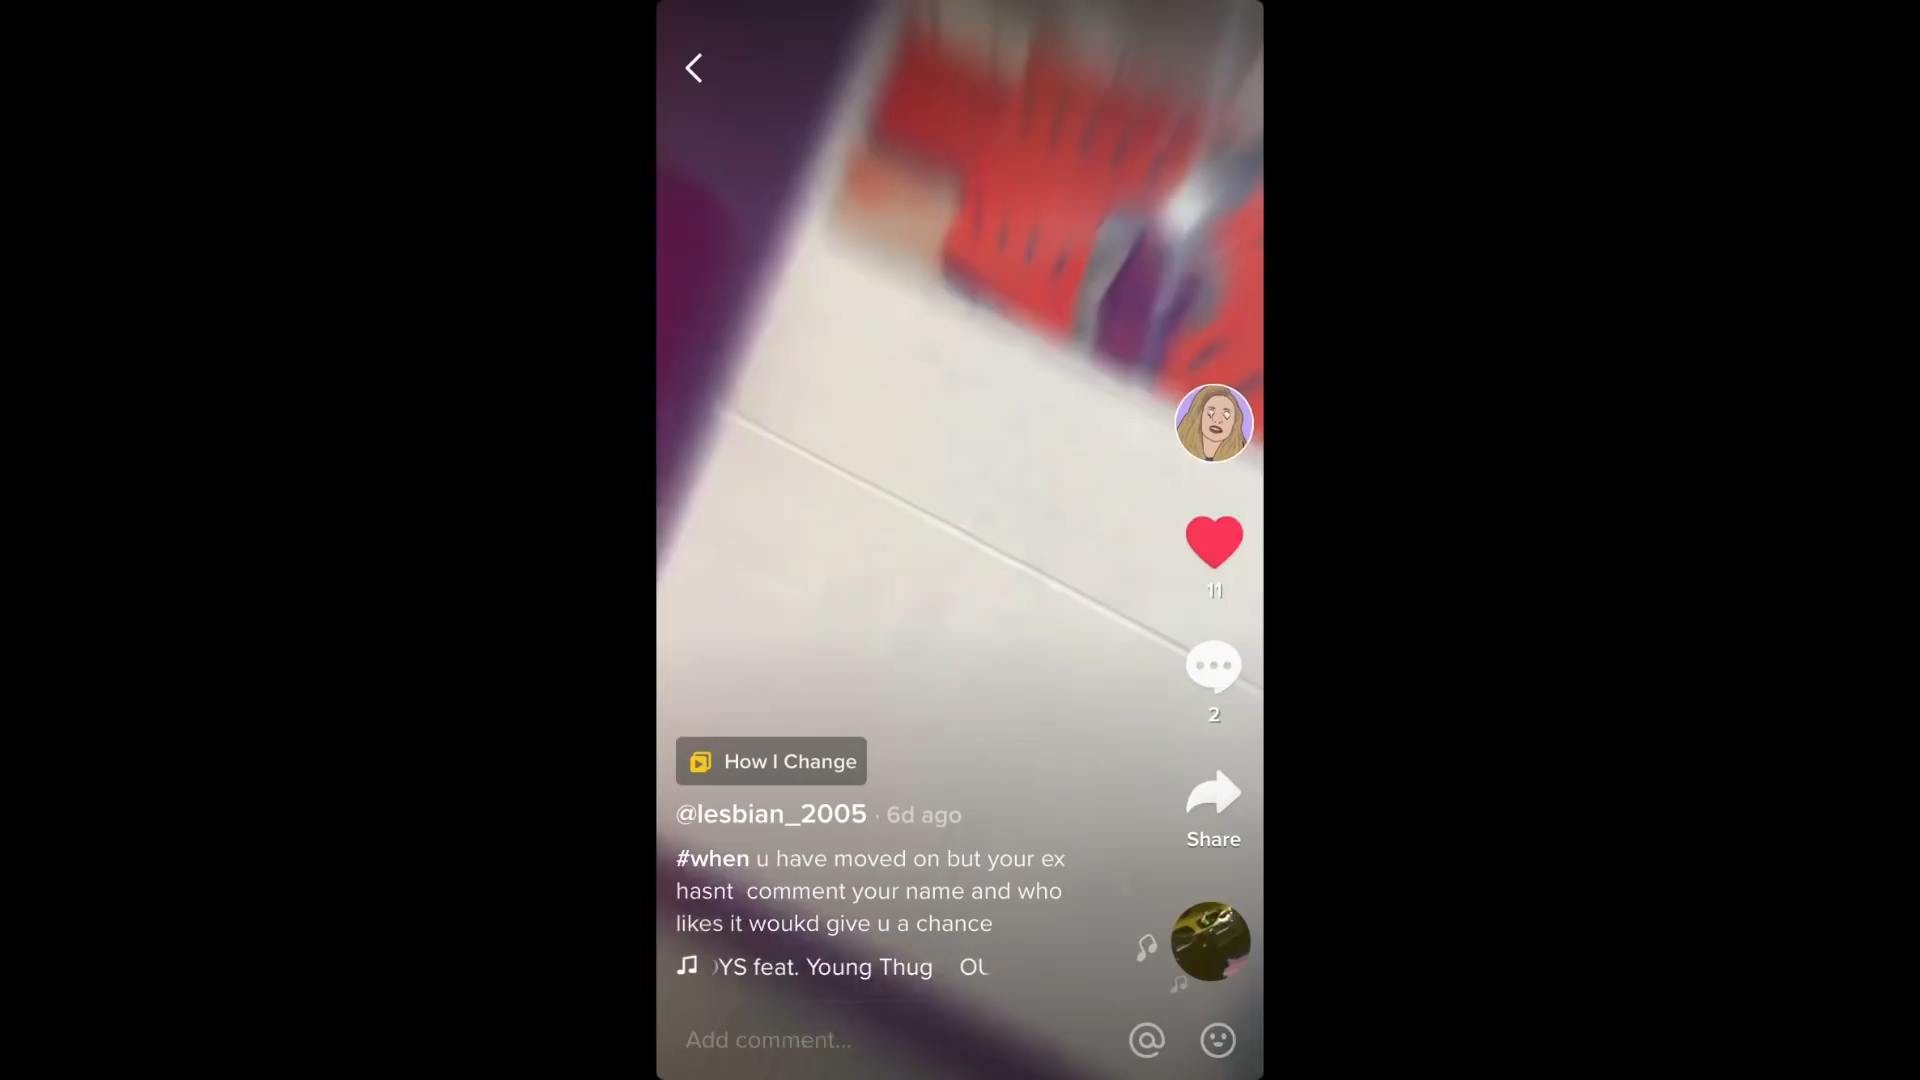 11
2
How I Change
@lesbian_2005 · 6d ago
Share
#when u have moved on but your ex
hasnt comment your name and who
likes it woukd give u a chance
YS feat. Young Thug OU
Add comment...